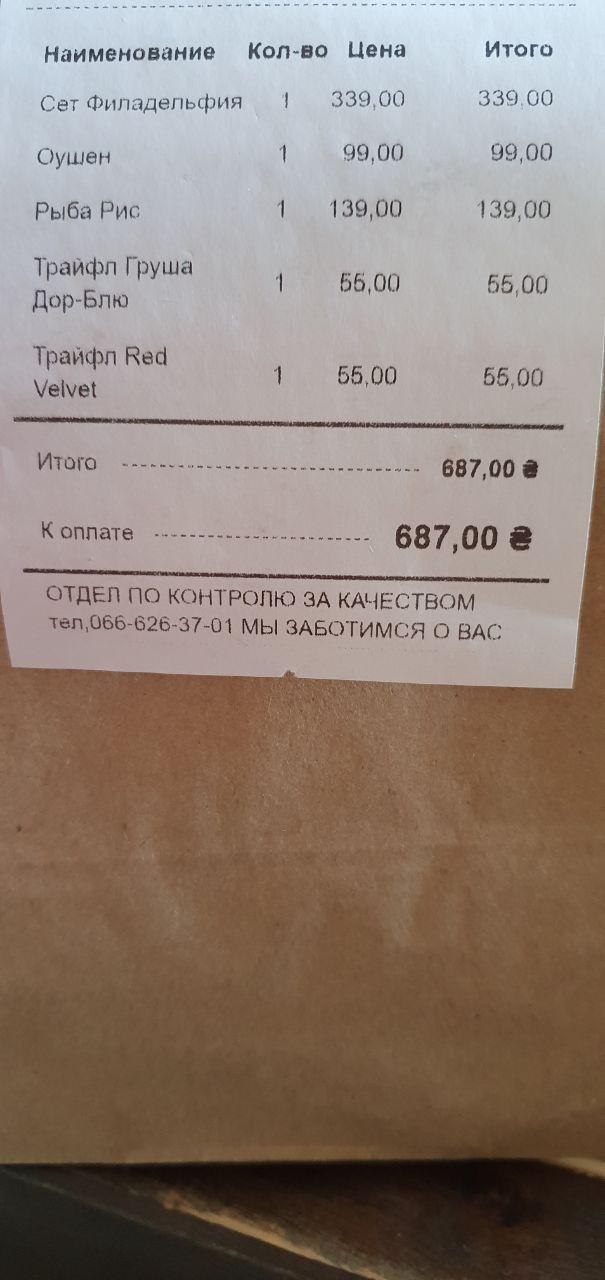 Наименование Кол-во Цена Итого
Сет Филадельфия 1 339,00 339,00
Оушен 1 99,00 99,00
Рыба Рис 1 139,00 139,00
Трайфл Груша
Дор-Блю 1 55,00 55,00
Трайфл Red
Velvet 1 55,00 55,00
Итого 687,00 ₴
К оплате 687,00 ₴
ОТДЕЛ ПО КОНТРОЛЮ ЗА КАЧЕСТВОМ
тел,066-626-37-01 МЫ ЗАБОТИМСЯ О ВАС